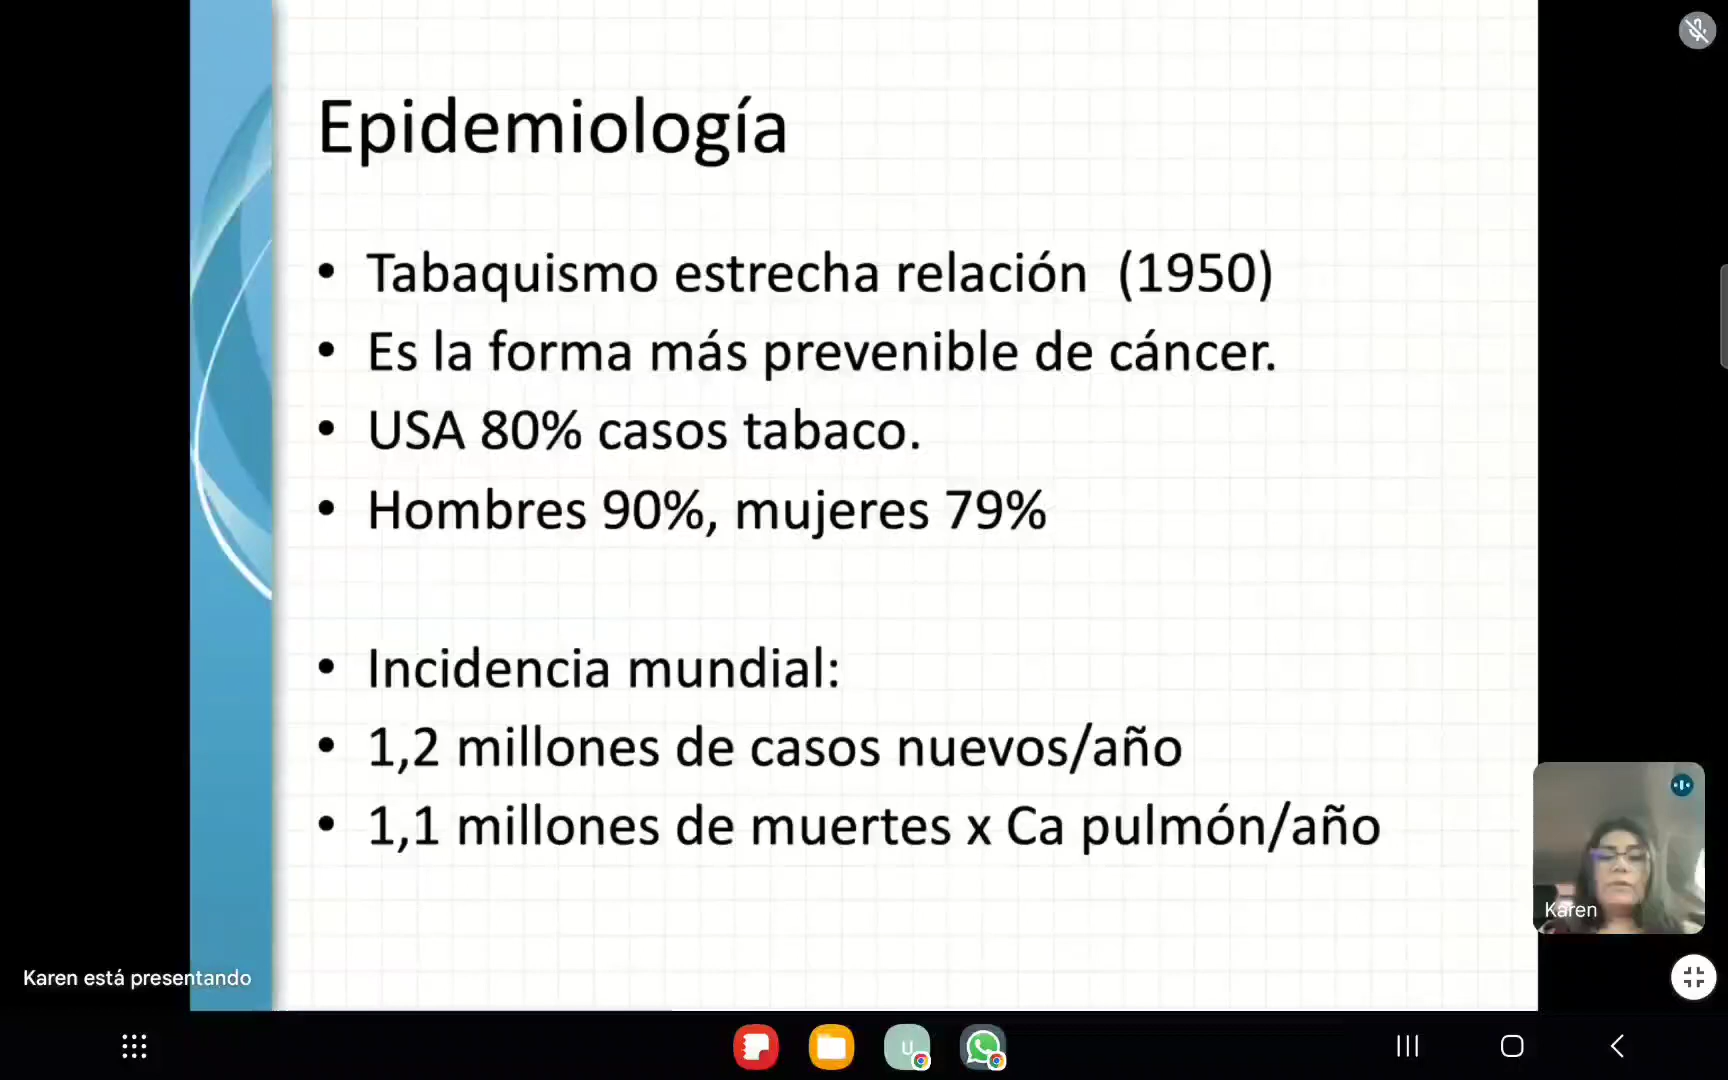 Epidemiología
• Tabaquismo estrecha relación (1950)
• Es la forma más prevenible de cáncer.
• USA 80% casos tabaco.
• Hombres 90%, mujeres 79%
• Incidencia mundial:
• 1,2 millones de casos nuevos/año
• 1,1 millones de muertes x Ca pulmón/año
Karen
Karen está presentando
U